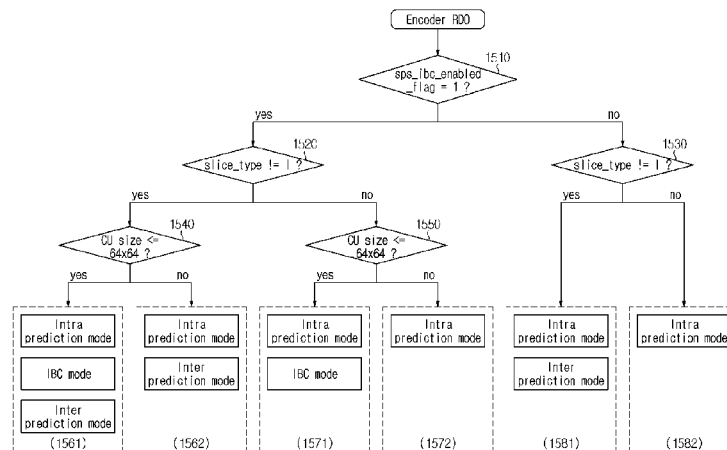 Encoder RDO
1510
sps_ibc_enabled
_flag = 1 ?
yes
no
1520
slice_type != I ?
1530
slice_type != I ?
yes
no
yes
no
1540
CU size <=
64x64 ?
1550
CU size <=
64x64 ?
yes
no
yes
no
Intra
prediction mode
IBC mode
Inter
prediction mode
(1561)
Intra
prediction mode
Inter
prediction mode
(1562)
Intra
prediction mode
IBC mode
(1571)
Intra
prediction mode
(1572)
Intra
prediction mode
Inter
prediction mode
(1581)
Intra
prediction mode
(1582)